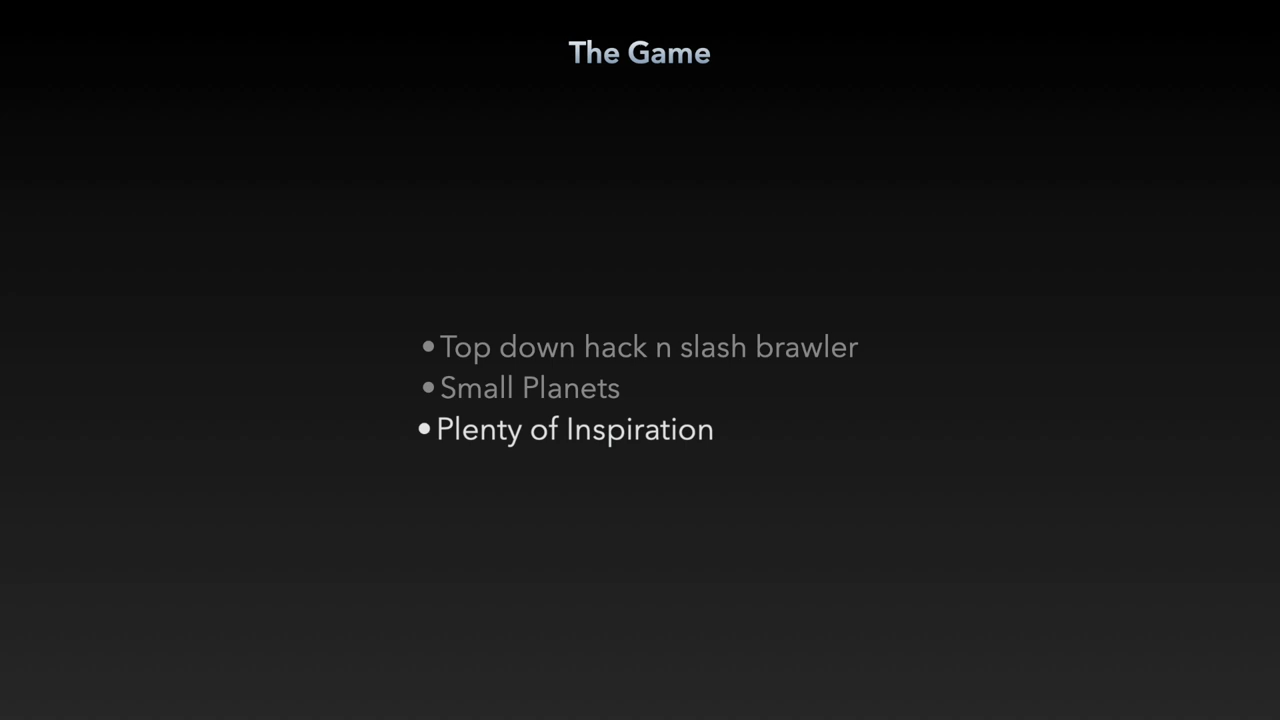 The Game
• Top down hack n slash brawler
• Small Planets
• Plenty of Inspiration